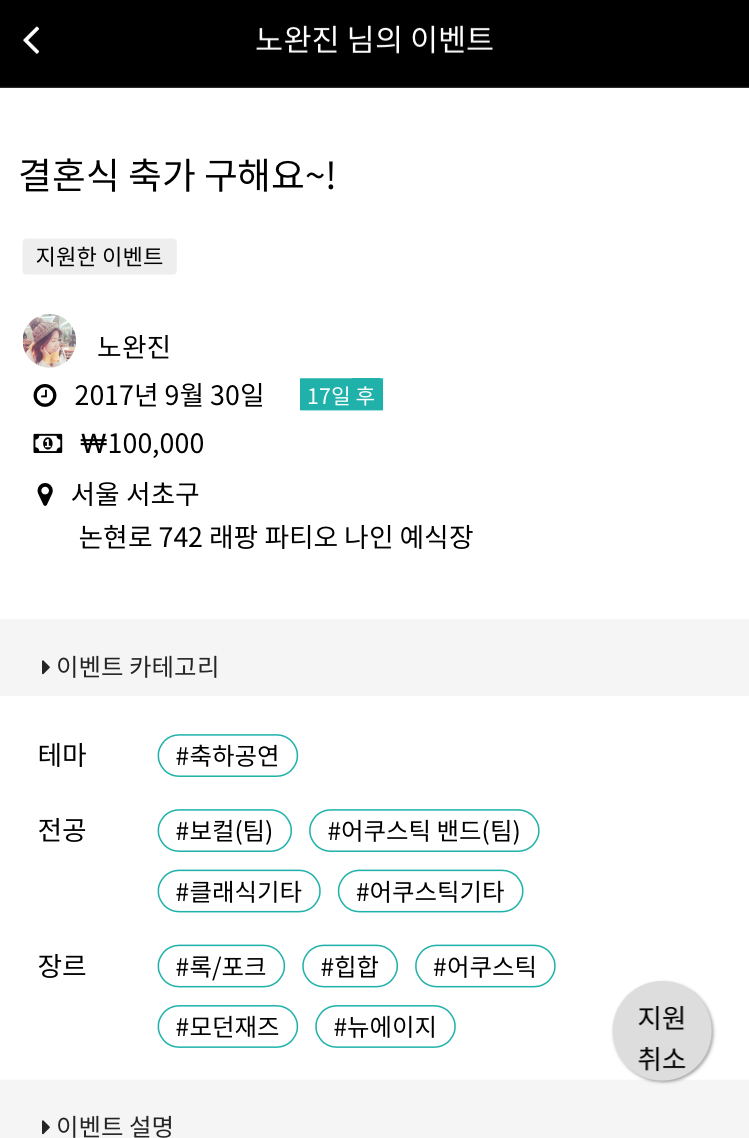 노완진 님의 이벤트
결혼식 축가 구해요~!
지원한 이벤트
노완진
2017년 9월 30일 17일 후
₩100,000
서울 서초구
논현로 742 래팡 파티오 나인 예식장
이벤트 카테고리
테마 #축하공연
전공 #보컬(팀) #어쿠스틱 밴드(팀)
#클래식기타 #어쿠스틱기타
장르 #록/포크 #힙합 #어쿠스틱
#모던재즈 #뉴에이지
지원
취소
이벤트 설명